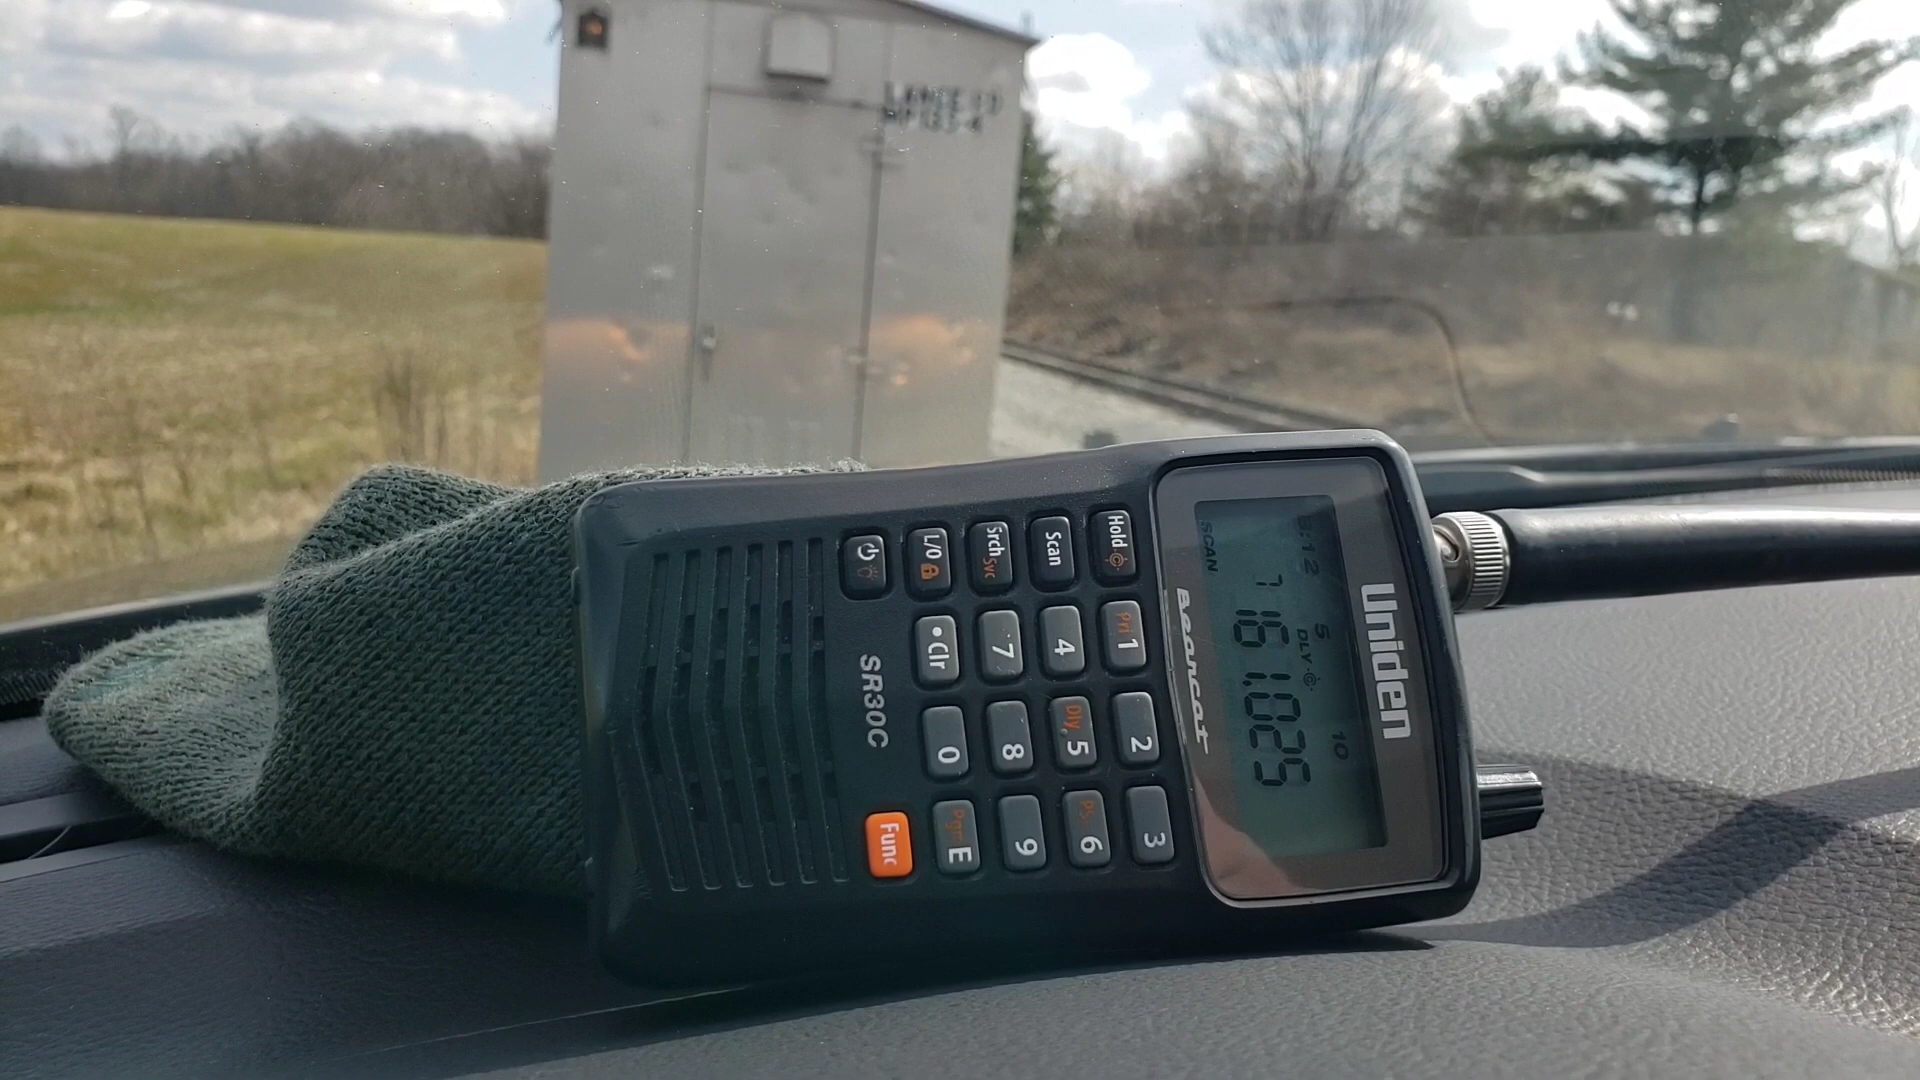 Uniden
10
5 DLY
161.025
SCAN
Bearcat
Hold
Scan
Srch Svc
L/O
Pri 1
2
3
4
Dly. 5
6
•Clr
7
8
9
0
Pgm E
Func
SR30C